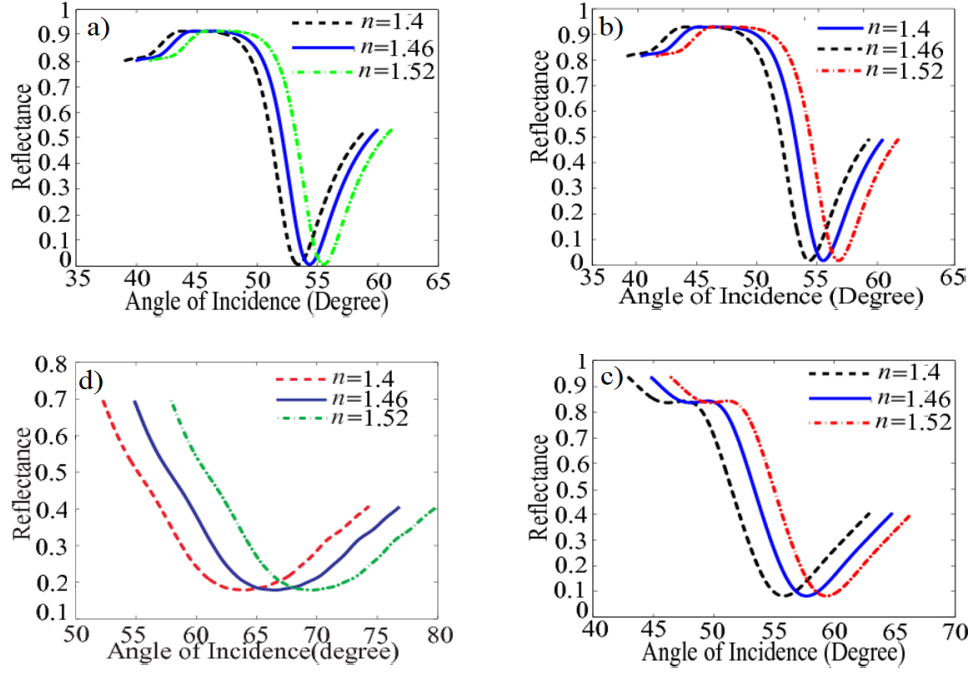 a)
1
0.9
0.8
0.7
0.6
0.5
0.4
0.3
0.2
0.1
0
Reflectance
n=1.4
n=1.46
n=1.52
35
40
45
50
55
60
65
Angle of Incidence (Degree)
b)
1
0.9
0.8
0.7
0.6
0.5
0.4
0.3
0.2
0.1
0
Reflectance
n=1.4
n=1.46
n=1.52
35
40
45
50
55
60
65
Angle of Incidence (Degree)
d)
0.8
0.7
0.6
0.5
0.4
0.3
0.2
0.1
Reflectance
n=1.4
n=1.46
n=1.52
50
55
60
65
70
75
80
Angle of Incidence(degree)
c)
1
0.9
0.8
0.7
0.6
0.5
0.4
0.3
0.2
0.1
0
Reflectance
n=1.4
n=1.46
n=1.52
40
45
50
55
60
65
70
Angle of Incidence (Degree)